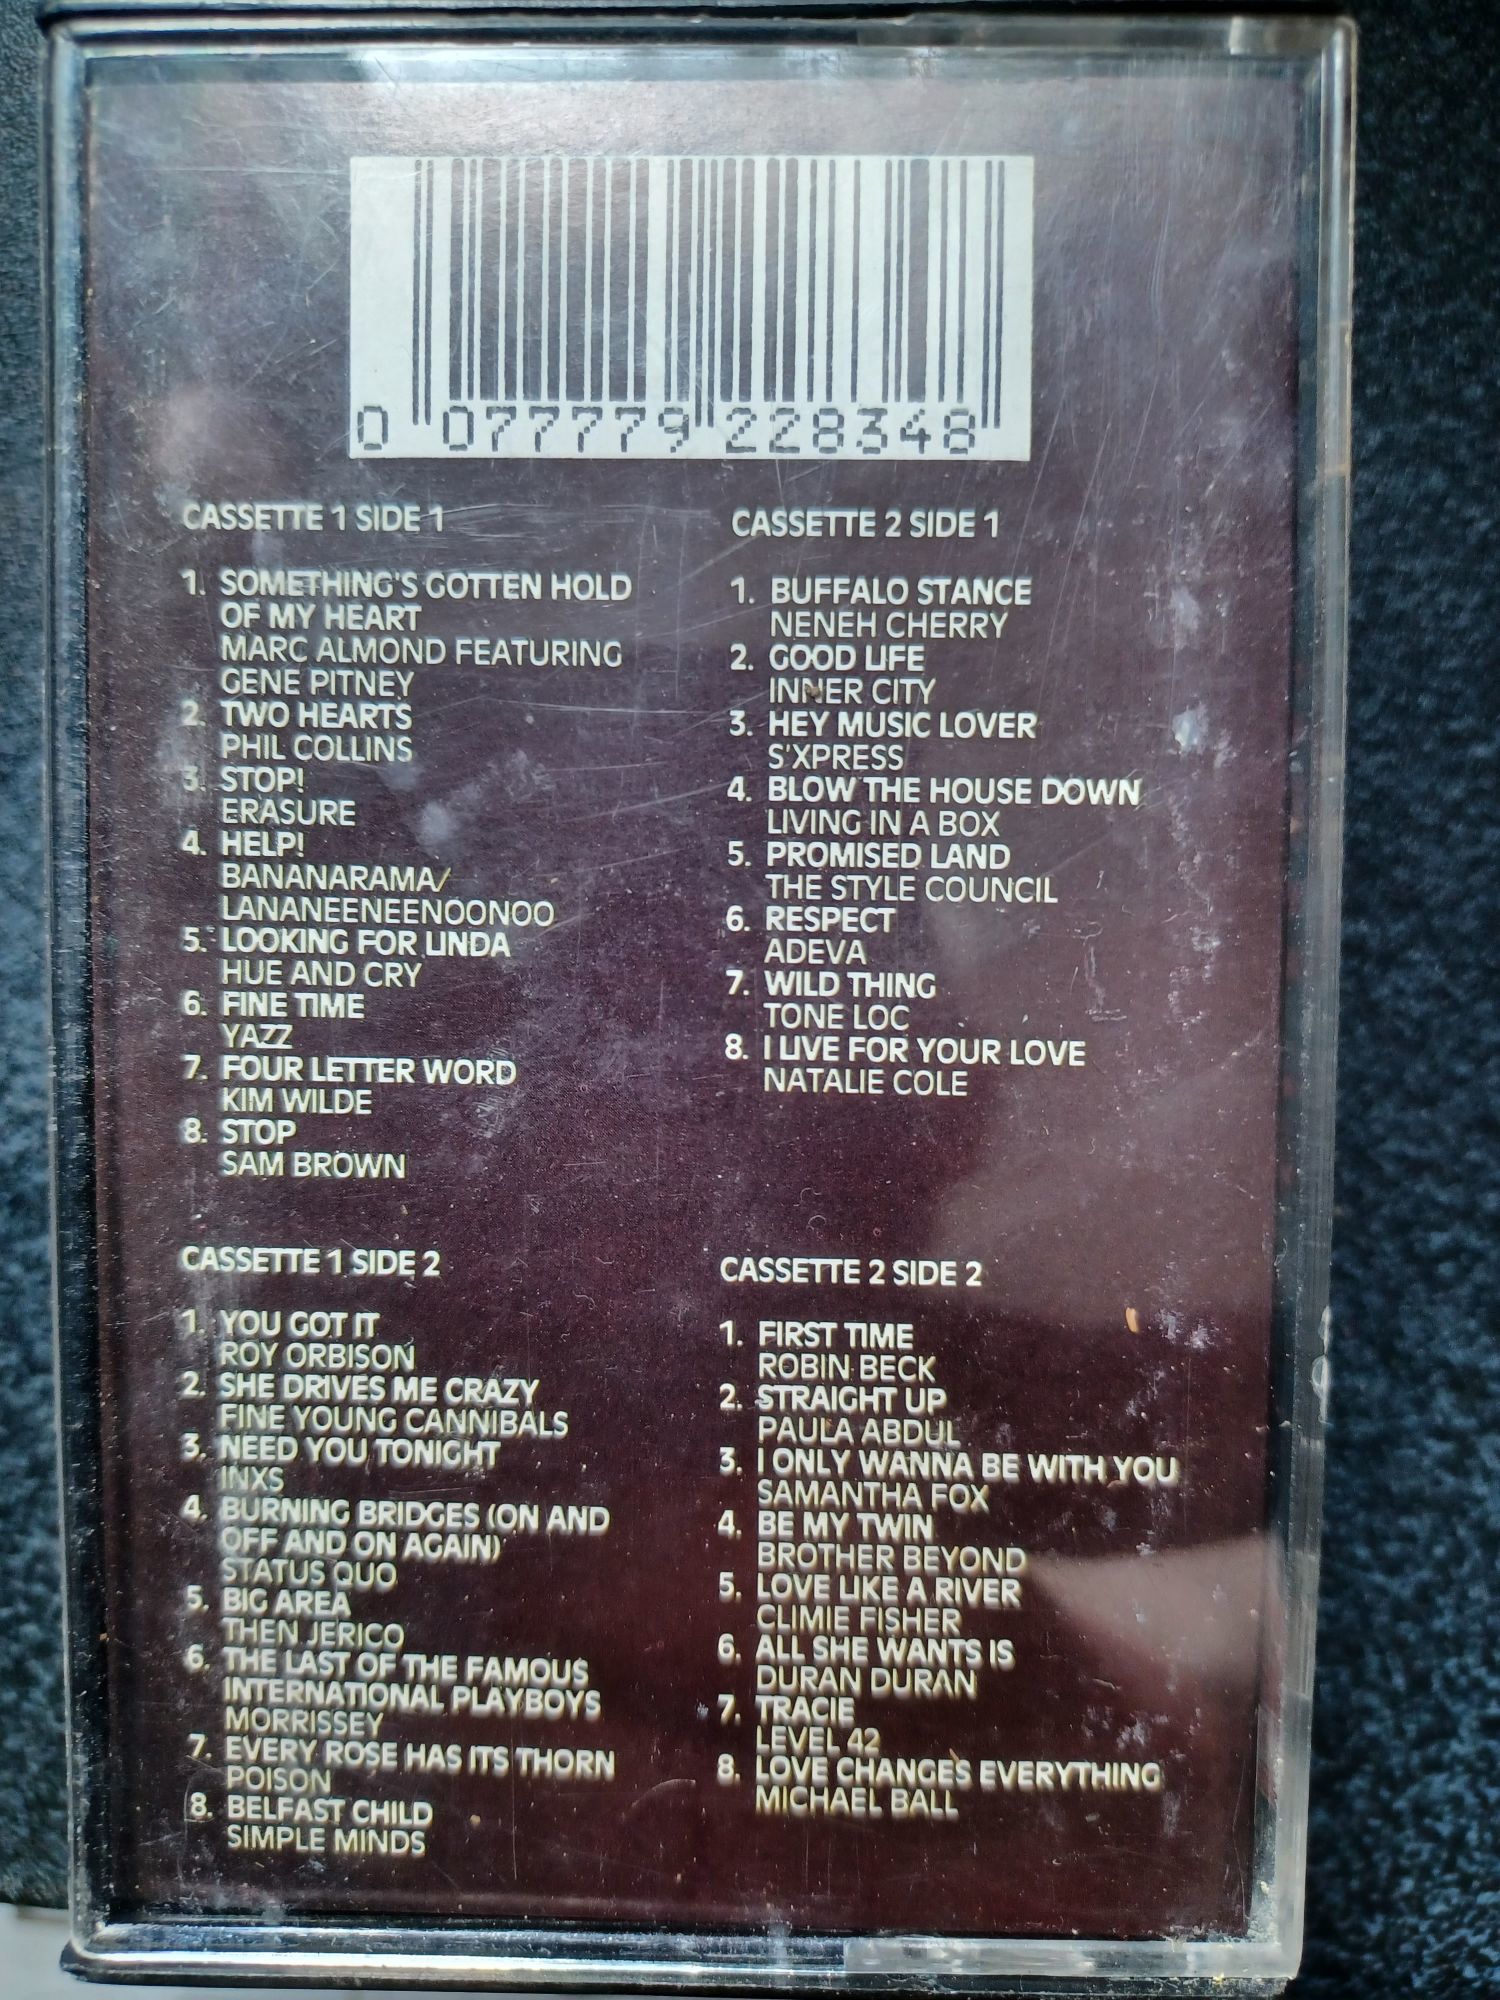 0 077779 228348
CASSETTE 1 SIDE 1
1. SOMETHING'S GOTTEN HOLD
OF MY HEART
MARC ALMOND FEATURING
GENE PITNEY
2. TWO HEARTS
PHIL COLLINS
3. STOP!
ERASURE
4. HELP!
BANANARAMA/
LANANEENEENOONOO
5. LOOKING FOR LINDA
HUE AND CRY
6. FINE TIME
YAZZ
7. FOUR LETTER WORD
KIM WILDE
8. STOP
SAM BROWN
CASSETTE 1 SIDE 2
1. YOU GOT IT
ROY ORBISON
2. SHE DRIVES ME CRAZY
FINE YOUNG CANNIBALS
3. NEED YOU TONIGHT
INXS
4. BURNING BRIDGES (ON AND
OFF AND ON AGAIN)
STATUS QUO
5. BIG AREA
THEN JERICO
6. THE LAST OF THE FAMOUS
INTERNATIONAL PLAYBOYS
MORRISSEY
7. EVERY ROSE HAS ITS THORN
POISON
8. BELFAST CHILD
SIMPLE MINDS
CASSETTE 2 SIDE 1
1. BUFFALO STANCE
NENEH CHERRY
2. GOOD LIFE
INNER CITY
3. HEY MUSIC LOVER
S'XPRESS
4. BLOW THE HOUSE DOWN
LIVING IN A BOX
5. PROMISED LAND
THE STYLE COUNCIL
6. RESPECT
ADEVA
7. WILD THING
TONE LOC
8. I LIVE FOR YOUR LOVE
NATALIE COLE
CASSETTE 2 SIDE 2
1. FIRST TIME
ROBIN BECK
2. STRAIGHT UP
PAULA ABDUL
3. I ONLY WANNA BE WITH YOU
SAMANTHA FOX
4. BE MY TWIN
BROTHER BEYOND
5. LOVE LIKE A RIVER
CLIMIE FISHER
6. ALL SHE WANTS IS
DURAN DURAN
7. TRACIE
LEVEL 42
8. LOVE CHANGES EVERYTHING
MICHAEL BALL